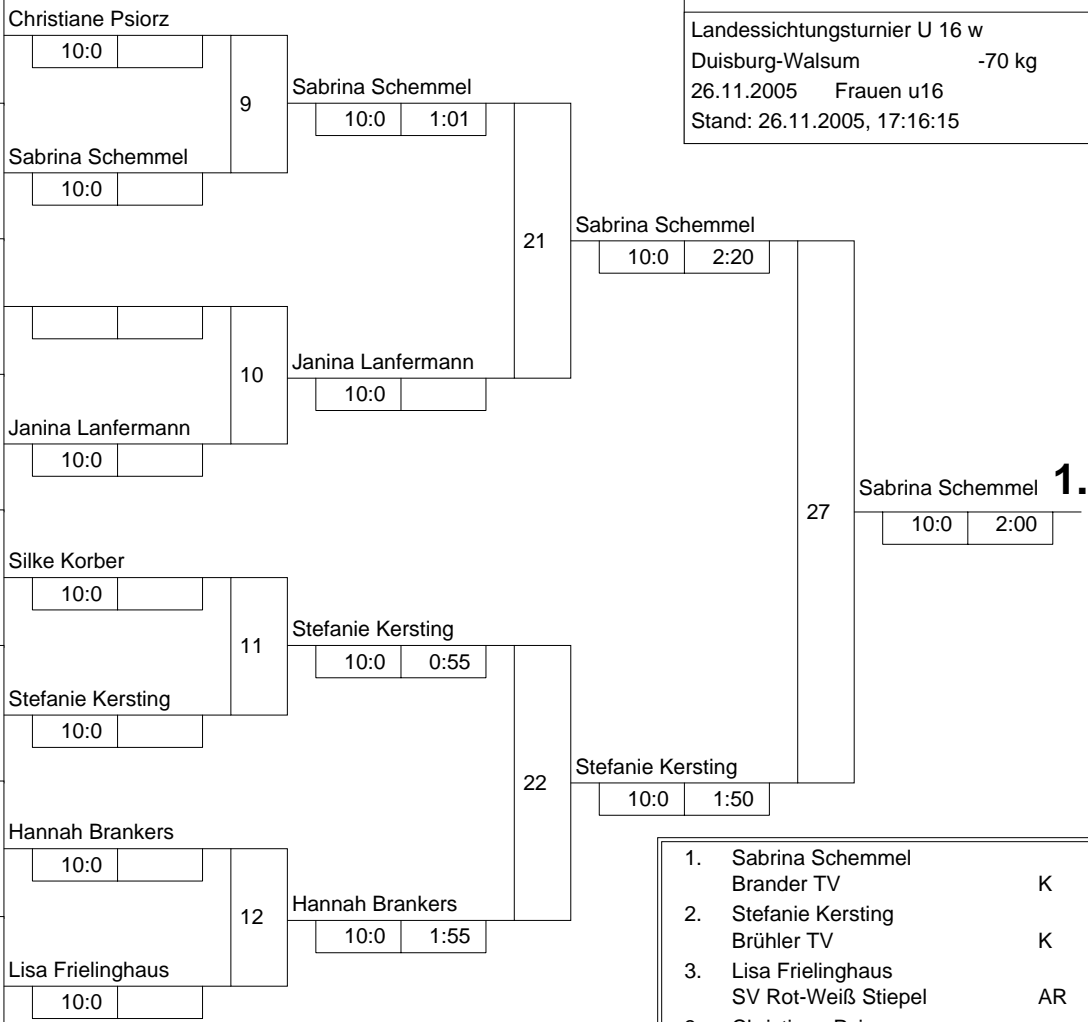 Christiane Psiorz
10:0
Landessichtungsturnier U 16 w
Duisburg-Walsum -70 kg
26.11.2005 Frauen u16
Stand: 26.11.2005, 17:16:15
9
Sabrina Schemmel
10:0 1:01
Sabrina Schemmel
10:0
21
Sabrina Schemmel
10:0 2:20
10
Janina Lanfermann
10:0
Janina Lanfermann
10:0
27
Sabrina Schemmel 1.
10:0 2:00
Silke Korber
10:0
11
Stefanie Kersting
10:0 0:55
Stefanie Kersting
10:0
22
Stefanie Kersting
10:0 1:50
Hannah Brankers
10:0
12
Hannah Brankers
10:0 1:55
Lisa Frielinghaus
10:0
1. Sabrina Schemmel
Brander TV K
2. Stefanie Kersting
Brühler TV K
3. Lisa Frielinghaus
SV Rot-Weiß Stiepel AR